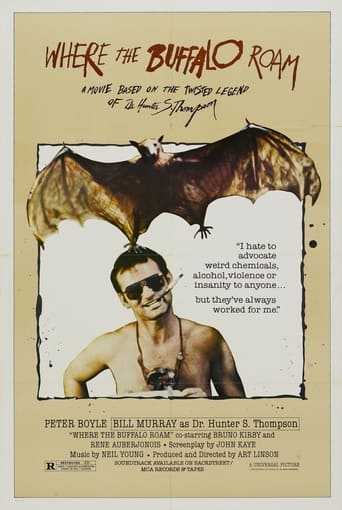 WHERE THE BUFFALO ROAM
A MOVIE BASED ON THE TWISTED LEGEND
OF Dr. Hunter S. Thompson
"I hate to
advocate
weird chemicals,
alcohol, violence or
insanity to anyone...
but they've always
worked for me."
PETER BOYLE BILL MURRAY as Dr. Hunter S. Thompson
"WHERE THE BUFFALO ROAM" co-starring BRUNO KIRBY and
RENE AUBERJONOIS • Screenplay by JOHN KAYE
Music by NEIL YOUNG • Produced and Directed by ART LINSON
R RESTRICTED
SOUNDTRACK AVAILABLE ON BACKSTREET/
MCA RECORDS & TAPES
A UNIVERSAL PICTURE